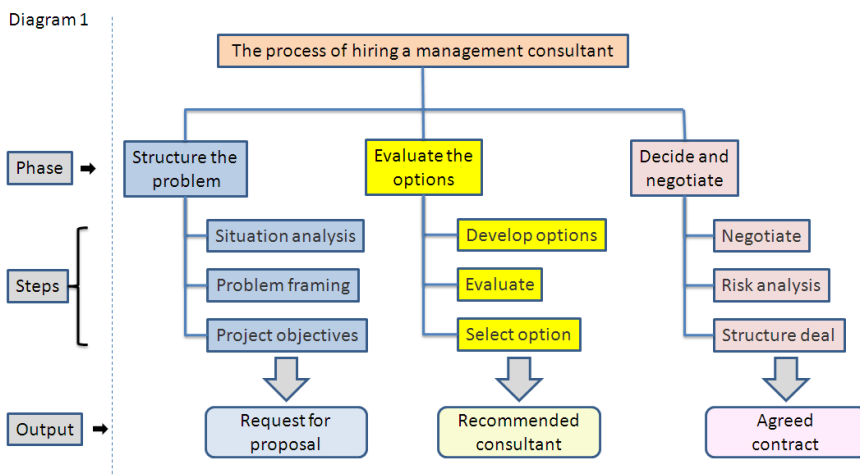 Diagram 1
The process of hiring a management consultant
Phase
Structure the
problem
Evaluate the
options
Decide and
negotiate
Steps
Situation analysis
Problem framing
Project objectives
Develop options
Evaluate
Select option
Negotiate
Risk analysis
Structure deal
Output
Request for
proposal
Recommended
consultant
Agreed
contract